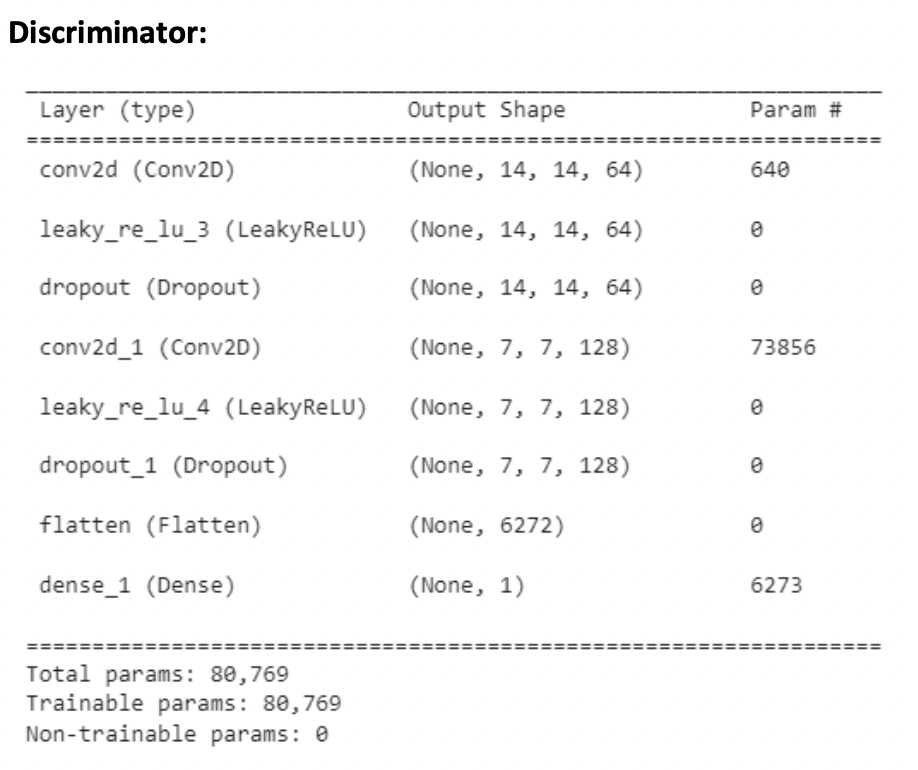 Discriminator:
Layer (type) Output Shape Param #
conv2d (Conv2D) (None, 14, 14, 64) 640
leaky_re_lu_3 (LeakyReLU) (None, 14, 14, 64) 0
dropout (Dropout) (None, 14, 14, 64) 0
conv2d_1 (Conv2D) (None, 7, 7, 128) 73856
leaky_re_lu_4 (LeakyReLU) (None, 7, 7, 128) 0
dropout_1 (Dropout) (None, 7, 7, 128) 0
flatten (Flatten) (None, 6272) 0
dense_1 (Dense) (None, 1) 6273
Total params: 80,769
Trainable params: 80,769
Non-trainable params: 0